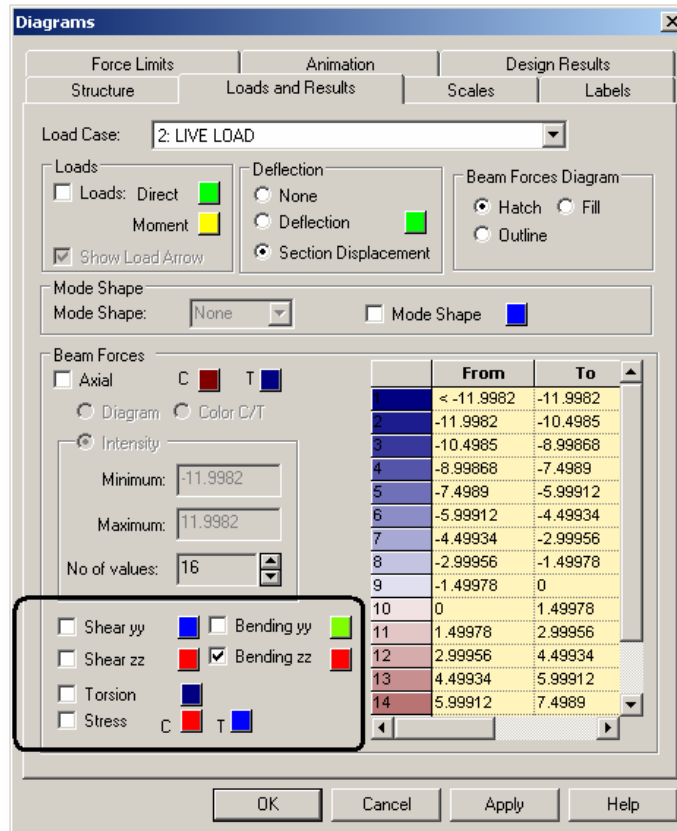 Diagrams
Force Limits Animation Design Results
Structure Loads and Results Scales Labels
Load Case: 2: LIVE LOAD
Loads
Loads: Direct
Moment
Show Load Arrow
Deflection
None
Deflection
Section Displacement
Beam Forces Diagram
Hatch Fill
Outline
Mode Shape
Mode Shape: None Mode Shape
Beam Forces
Axial C T
Diagram Color C/T
Intensity
Minimum: -11.9982
Maximum: 11.9982
No of values: 16
Shear yy Bending yy
Shear zz Bending zz
Torsion
Stress C T
From To
1 < -11.9982 -11.9982
2 -11.9982 -10.4985
3 -10.4985 -8.99868
4 -8.99868 -7.4989
5 -7.4989 -5.99912
6 -5.99912 -4.49934
7 -4.49934 -2.99956
8 -2.99956 -1.49978
9 -1.49978 0
10 0 1.49978
11 1.49978 2.99956
12 2.99956 4.49934
13 4.49934 5.99912
14 5.99912 7.4989
OK Cancel Apply Help